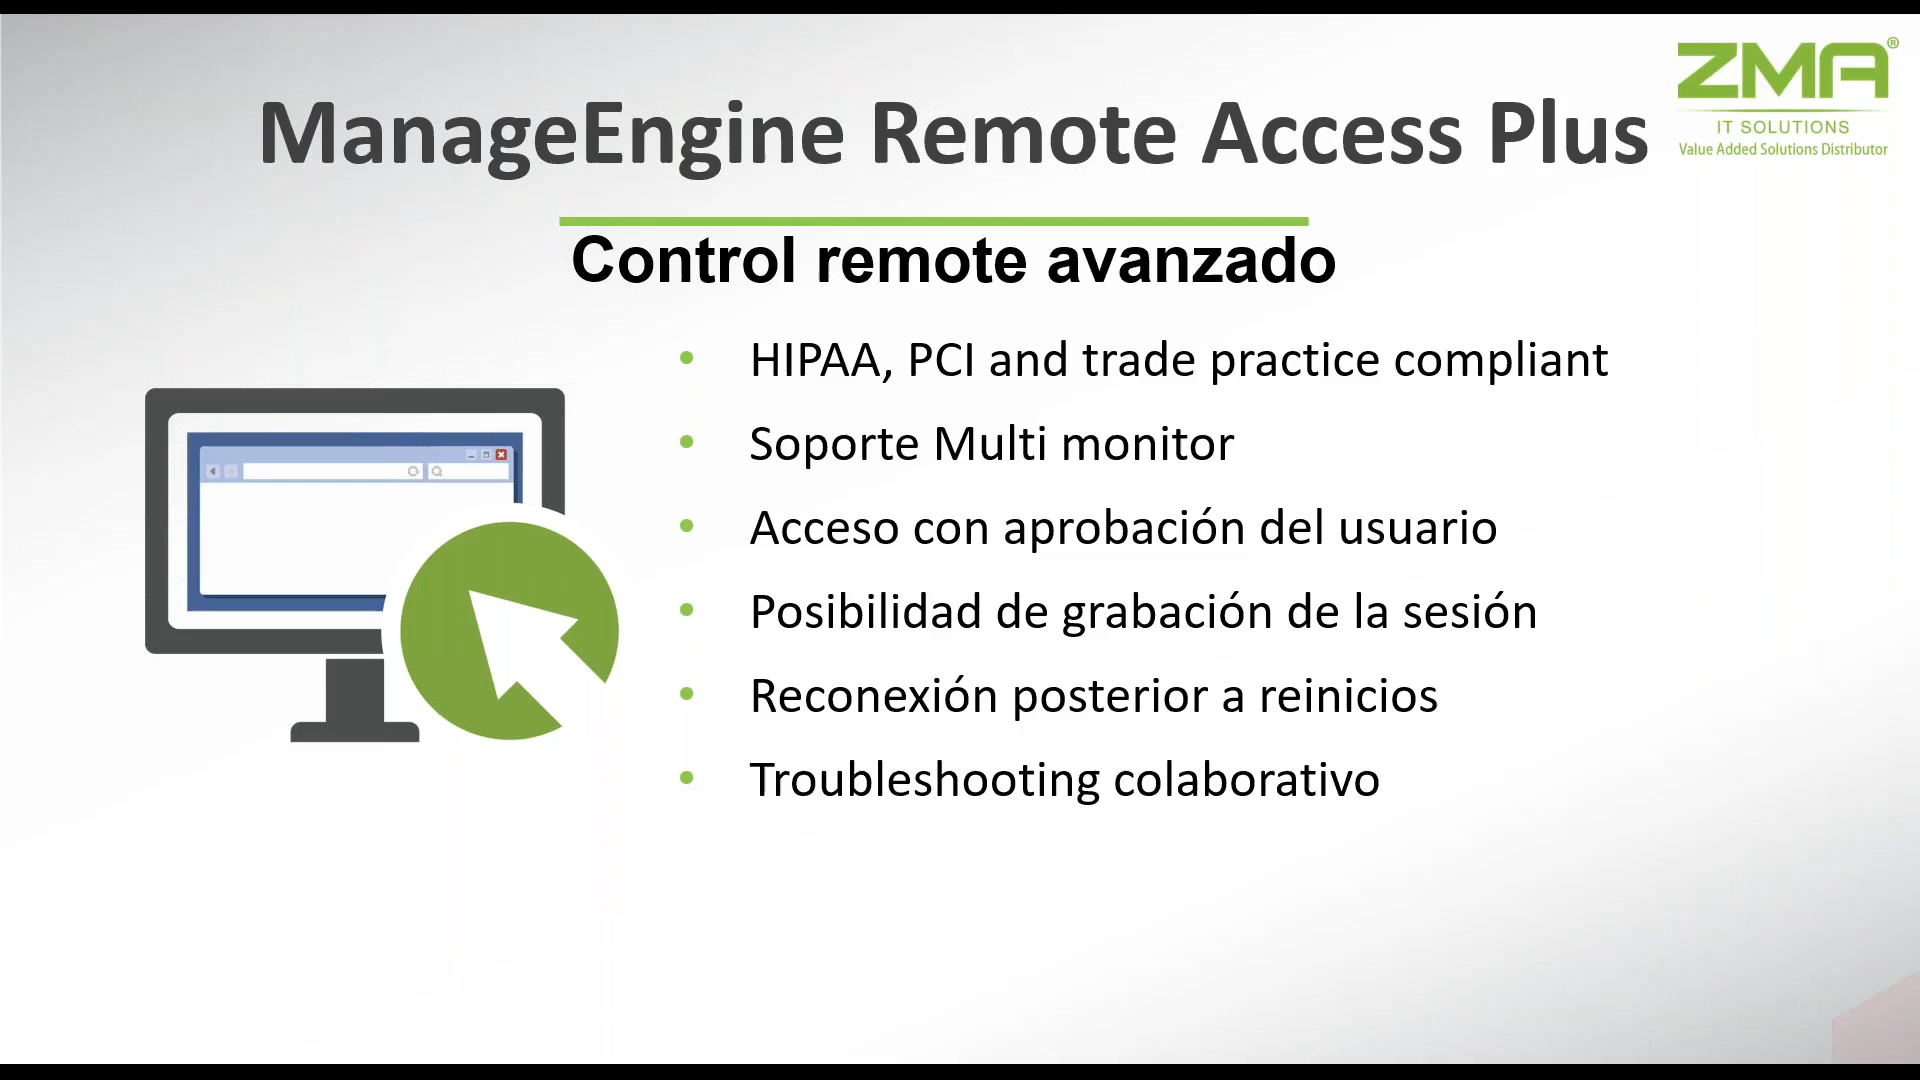 ZMA®
IT SOLUTIONS
Value Added Solutions Distributor
ManageEngine Remote Access Plus
Control remote avanzado
• HIPAA, PCI and trade practice compliant
• Soporte Multi monitor
• Acceso con aprobación del usuario
• Posibilidad de grabación de la sesión
• Reconexión posterior a reinicios
• Troubleshooting colaborativo